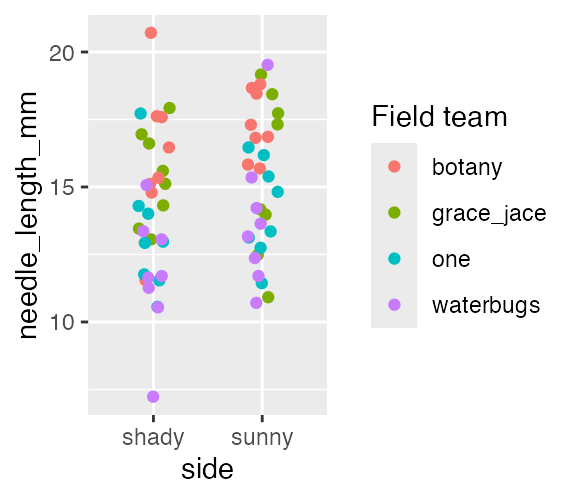 needle_length_mm
20
15
10
shady sunny
side
Field team
botany
grace_jace
one
waterbugs